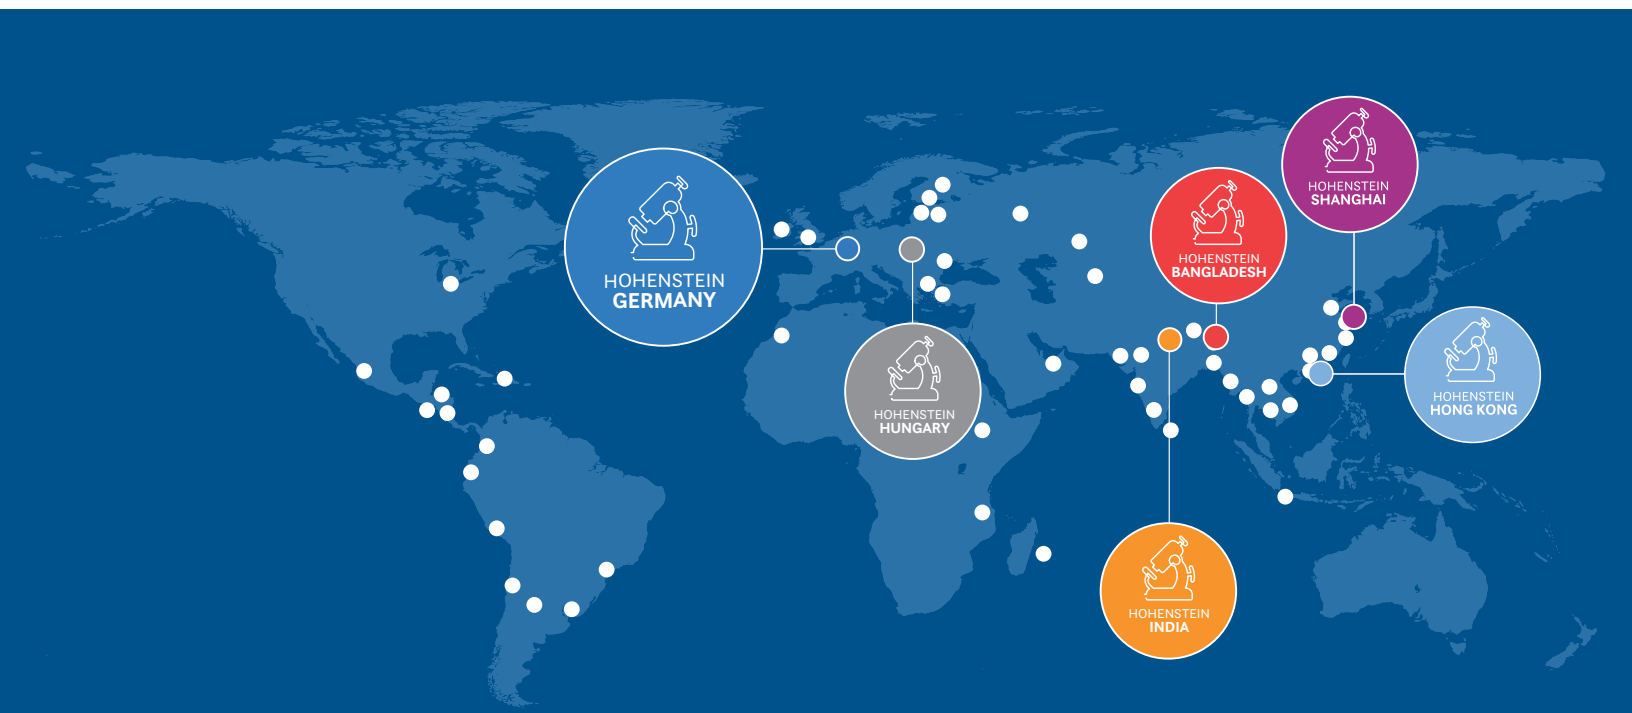 HOHENSTEIN
GERMANY
HOHENSTEIN
HUNGARY
HOHENSTEIN
BANGLADESH
HOHENSTEIN
SHANGHAI
HOHENSTEIN
HONG KONG
HOHENSTEIN
INDIA